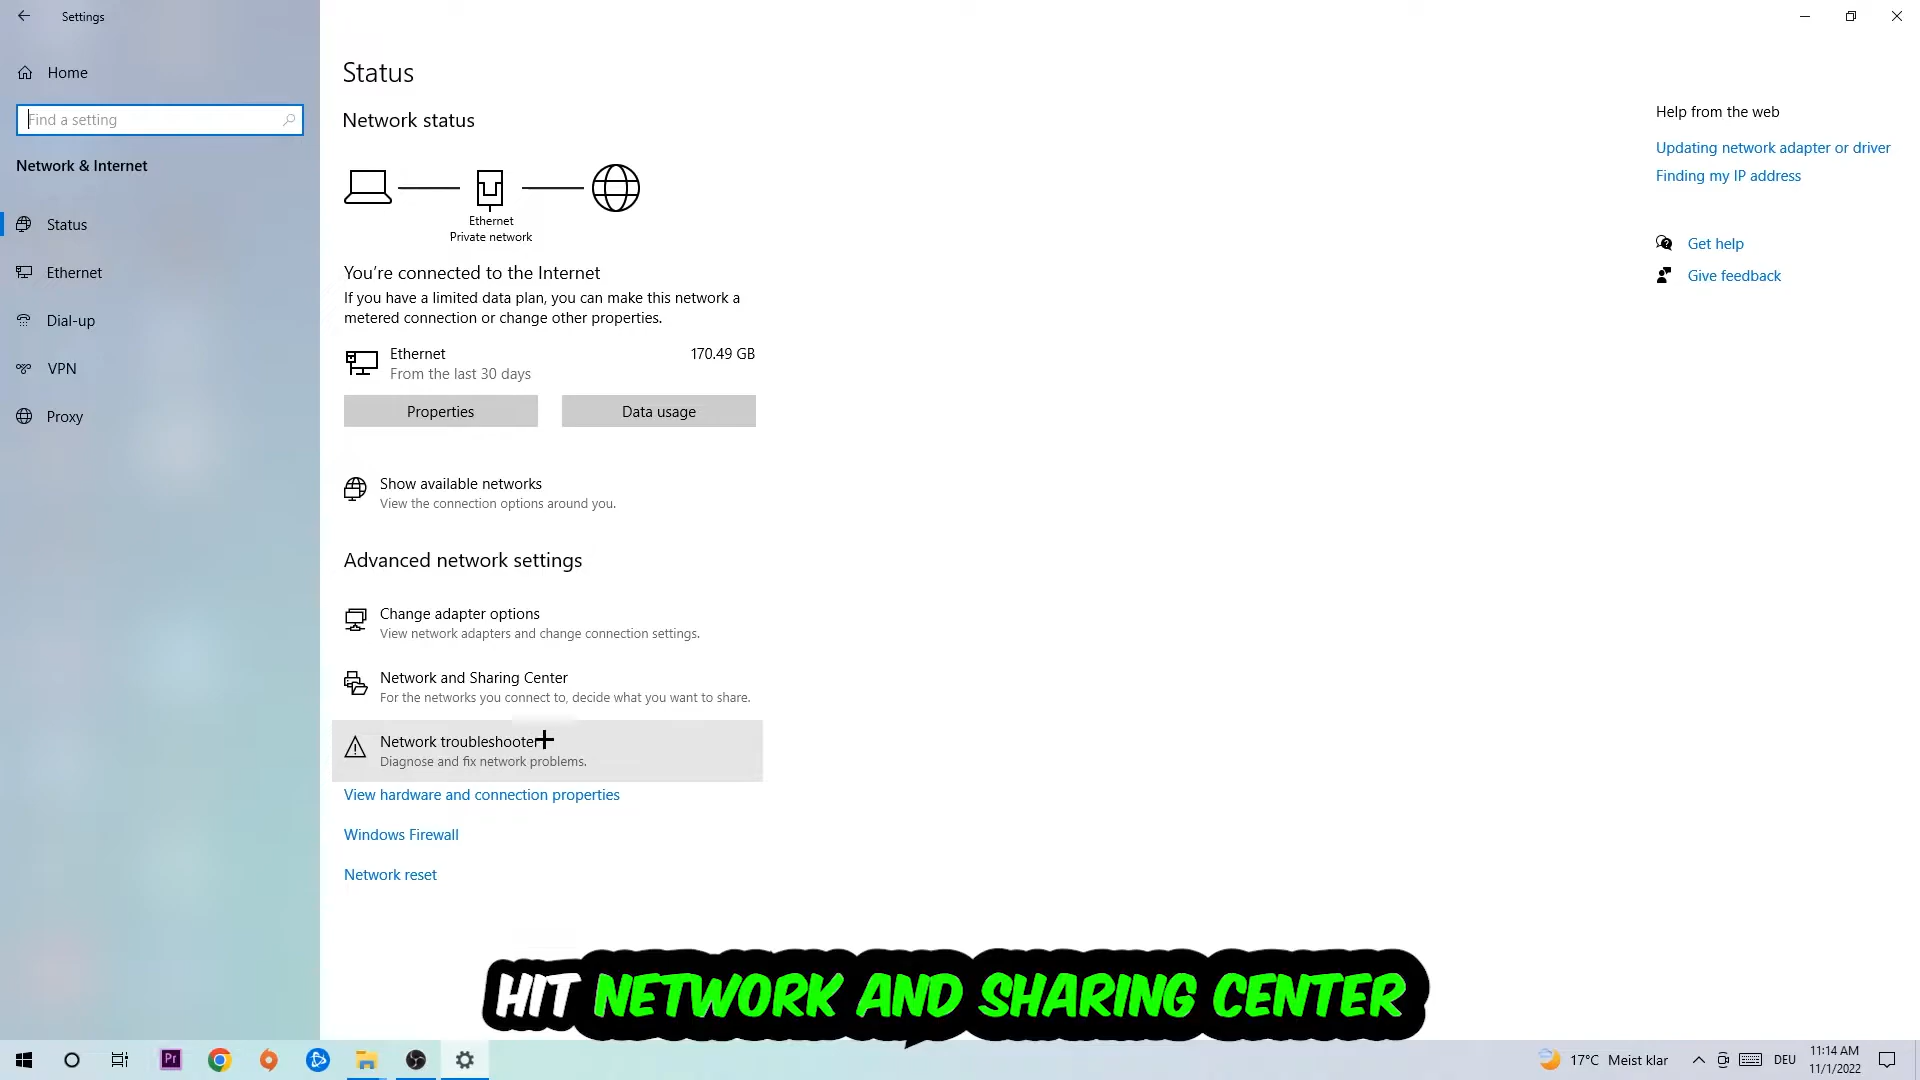 Settings
Home
Find a setting
Network & Internet
Status
Ethernet
Dial-up
VPN
Proxy
Status
Network status
Ethernet
Private network
You're connected to the Internet
If you have a limited data plan, you can make this network a
metered connection or change other properties.
Ethernet
170.49 GB
From the last 30 days
Properties
Data usage
Show available networks
View the connection options around you.
Advanced network settings
Change adapter options
View network adapters and change connection settings.
Network and Sharing Center
For the networks you connect to, decide what you want to share.
Network troubleshooter
Diagnose and fix network problems.
View hardware and connection properties
Windows Firewall
Network reset
Help from the web
Updating network adapter or driver
Finding my IP address
Get help
Give feedback
HIT NETWORK AND SHARING CENTER
Pr
17°C Meist klar
DEU
11:14 AM
11/1/2022